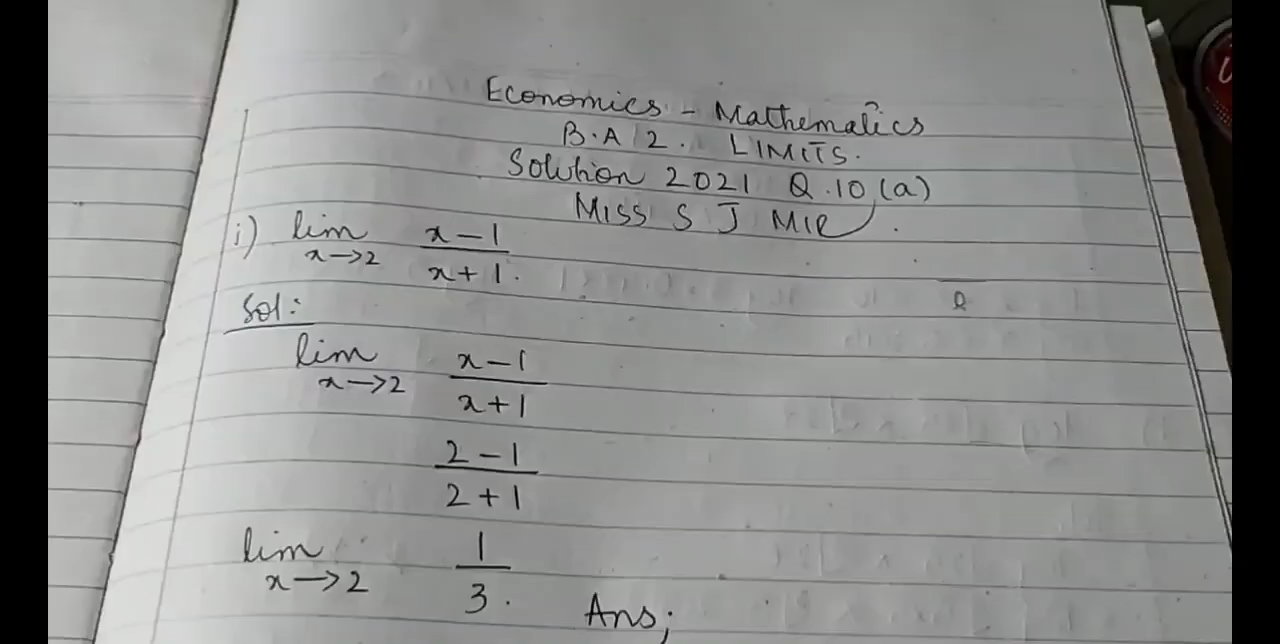 Economics - Mathematics
B.A 2. LIMITS.
Solution 2021 Q.10 (a)
MISS S J MIR.
i) lim x→2 x-1 / x+1.
Sol:
lim x→2 x-1 / x+1
2-1 / 2+1
lim x→2 1 / 3.
Ans;